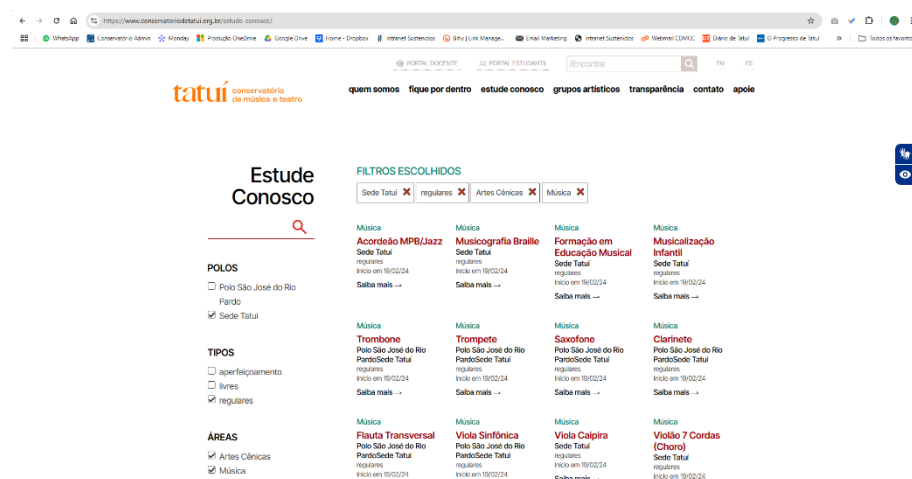 https://www.conservatoriodetatui.org.br/estude-conosco/
WhatsApp Conservatório Admin Monday Produção OneDrive Google Drive Home - Dropbox Intranet Sustenidos Bitly | Link Manage... Email Marketing Intranet Sustenidos Webmail CDMCC Diário de Tatuí O Progresso de Tatuí » Todos os favoritos
PORTAL DOCENTE PORTAL ESTUDANTE /Encontre EN ES
tatuí conservatório
de música e teatro
quem somos fique por dentro estude conosco grupos artísticos transparência contato apoie
Estude
Conosco
POLOS
Polo São José do Rio
Pardo
Sede Tatuí
TIPOS
aperfeiçoamento
livres
regulares
ÁREAS
Artes Cênicas
Música
FILTROS ESCOLHIDOS
Sede Tatuí regulares Artes Cênicas Música
Música
Acordeão MPB/Jazz
Sede Tatuí
regulares
Início em 19/02/24
Saiba mais →
Música
Musicografia Braille
Sede Tatuí
regulares
Início em 19/02/24
Saiba mais →
Música
Formação em
Educação Musical
Sede Tatuí
regulares
Início em 19/02/24
Saiba mais →
Música
Musicalização
Infantil
Sede Tatuí
regulares
Início em 19/02/24
Saiba mais →
Música
Trombone
Polo São José do Rio
PardoSede Tatuí
regulares
Início em 19/02/24
Saiba mais →
Música
Trompete
Polo São José do Rio
PardoSede Tatuí
regulares
Início em 19/02/24
Saiba mais →
Música
Saxofone
Polo São José do Rio
PardoSede Tatuí
regulares
Início em 19/02/24
Saiba mais →
Música
Clarinete
Polo São José do Rio
PardoSede Tatuí
regulares
Início em 19/02/24
Saiba mais →
Música
Flauta Transversal
Polo São José do Rio
PardoSede Tatuí
regulares
Início em 19/02/24
Música
Viola Sinfônica
Polo São José do Rio
PardoSede Tatuí
regulares
Início em 19/02/24
Música
Viola Caipira
Sede Tatuí
regulares
Início em 19/02/24
Saiba mais →
Música
Violão 7 Cordas
(Choro)
Sede Tatuí
regulares
Início em 19/02/24